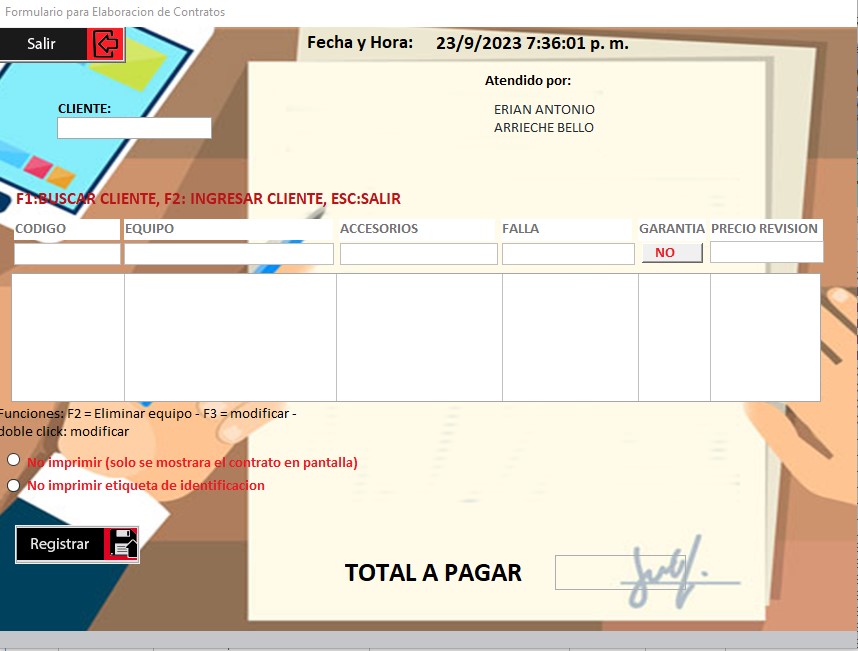 Formulario para Elaboracion de Contratos
Salir
Fecha y Hora: 23/9/2023 7:36:01 p. m.
Atendido por:
ERIAN ANTONIO
ARRIECHE BELLO
CLIENTE:
F1:BUSCAR CLIENTE, F2: INGRESAR CLIENTE, ESC:SALIR
CODIGO EQUIPO ACCESORIOS FALLA GARANTIA PRECIO REVISION
NO
Funciones: F2 = Eliminar equipo - F3 = modificar -
doble click: modificar
No imprimir (solo se mostrara el contrato en pantalla)
No imprimir etiqueta de identificacion
Registrar
TOTAL A PAGAR